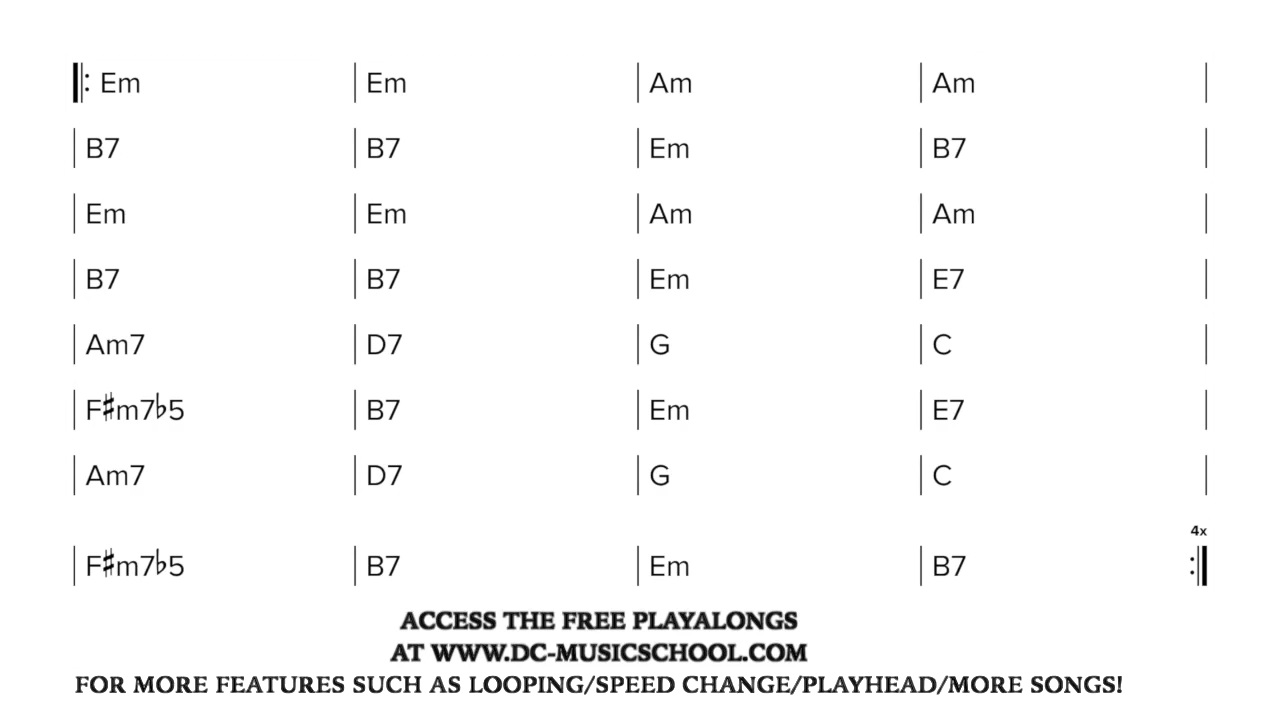 ‖: Em | Em | Am | Am |
| B7 | B7 | Em | B7 |
| Em | Em | Am | Am |
| B7 | B7 | Em | E7 |
| Am7 | D7 | G | C |
| F♯m7♭5 | B7 | Em | E7 |
| Am7 | D7 | G | C |
4x
| F♯m7♭5 | B7 | Em | B7 :‖
ACCESS THE FREE PLAYALONGS
AT WWW.DC-MUSICSCHOOL.COM
FOR MORE FEATURES SUCH AS LOOPING/SPEED CHANGE/PLAYHEAD/MORE SONGS!